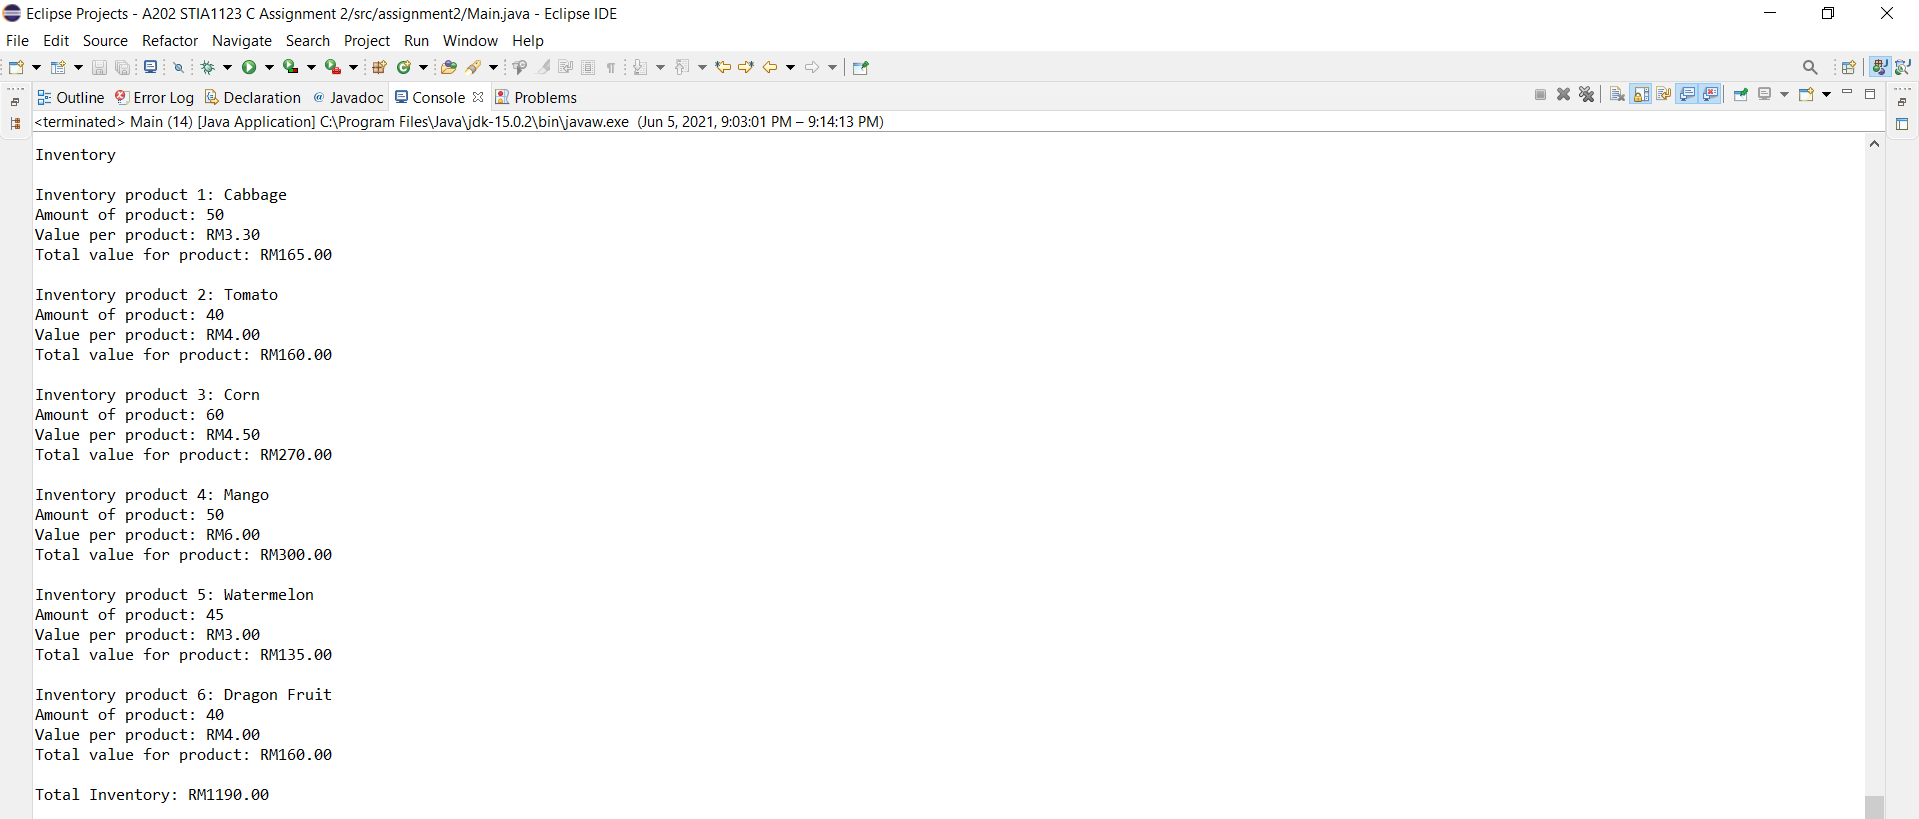 Eclipse Projects - A202 STIA1123 C Assignment 2/src/assignment2/Main.java - Eclipse IDE
File Edit Source Refactor Navigate Search Project Run Window Help
Outline Error Log Declaration @ Javadoc Console Problems
<terminated> Main (14) [Java Application] C:\Program Files\Java\jdk-15.0.2\bin\javaw.exe (Jun 5, 2021, 9:03:01 PM – 9:14:13 PM)
Inventory
Inventory product 1: Cabbage
Amount of product: 50
Value per product: RM3.30
Total value for product: RM165.00
Inventory product 2: Tomato
Amount of product: 40
Value per product: RM4.00
Total value for product: RM160.00
Inventory product 3: Corn
Amount of product: 60
Value per product: RM4.50
Total value for product: RM270.00
Inventory product 4: Mango
Amount of product: 50
Value per product: RM6.00
Total value for product: RM300.00
Inventory product 5: Watermelon
Amount of product: 45
Value per product: RM3.00
Total value for product: RM135.00
Inventory product 6: Dragon Fruit
Amount of product: 40
Value per product: RM4.00
Total value for product: RM160.00
Total Inventory: RM1190.00